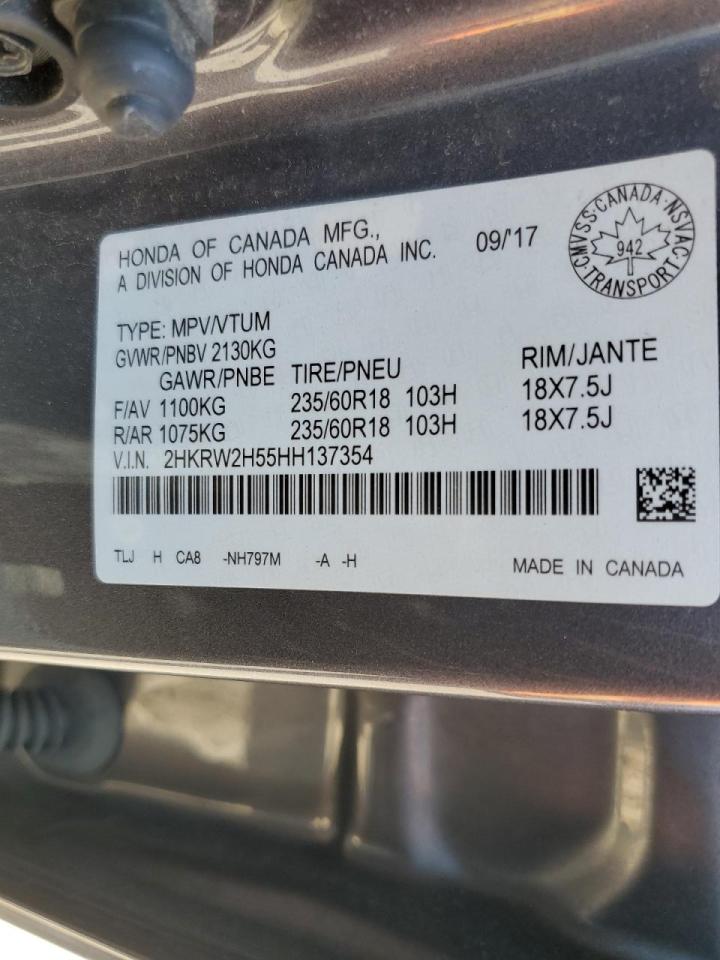 HONDA OF CANADA MFG.,
A DIVISION OF HONDA CANADA INC.
09/'17
CMVSS·CANADA·NSVAC·TRANSPORT·
942
TYPE: MPV/VTUM
GVWR/PNBV 2130KG
GAWR/PNBE TIRE/PNEU RIM/JANTE
F/AV 1100KG 235/60R18 103H 18X7.5J
R/AR 1075KG 235/60R18 103H 18X7.5J
V.I.N. 2HKRW2H55HH137354
TLJ H CA8 -NH797M -A -H
MADE IN CANADA